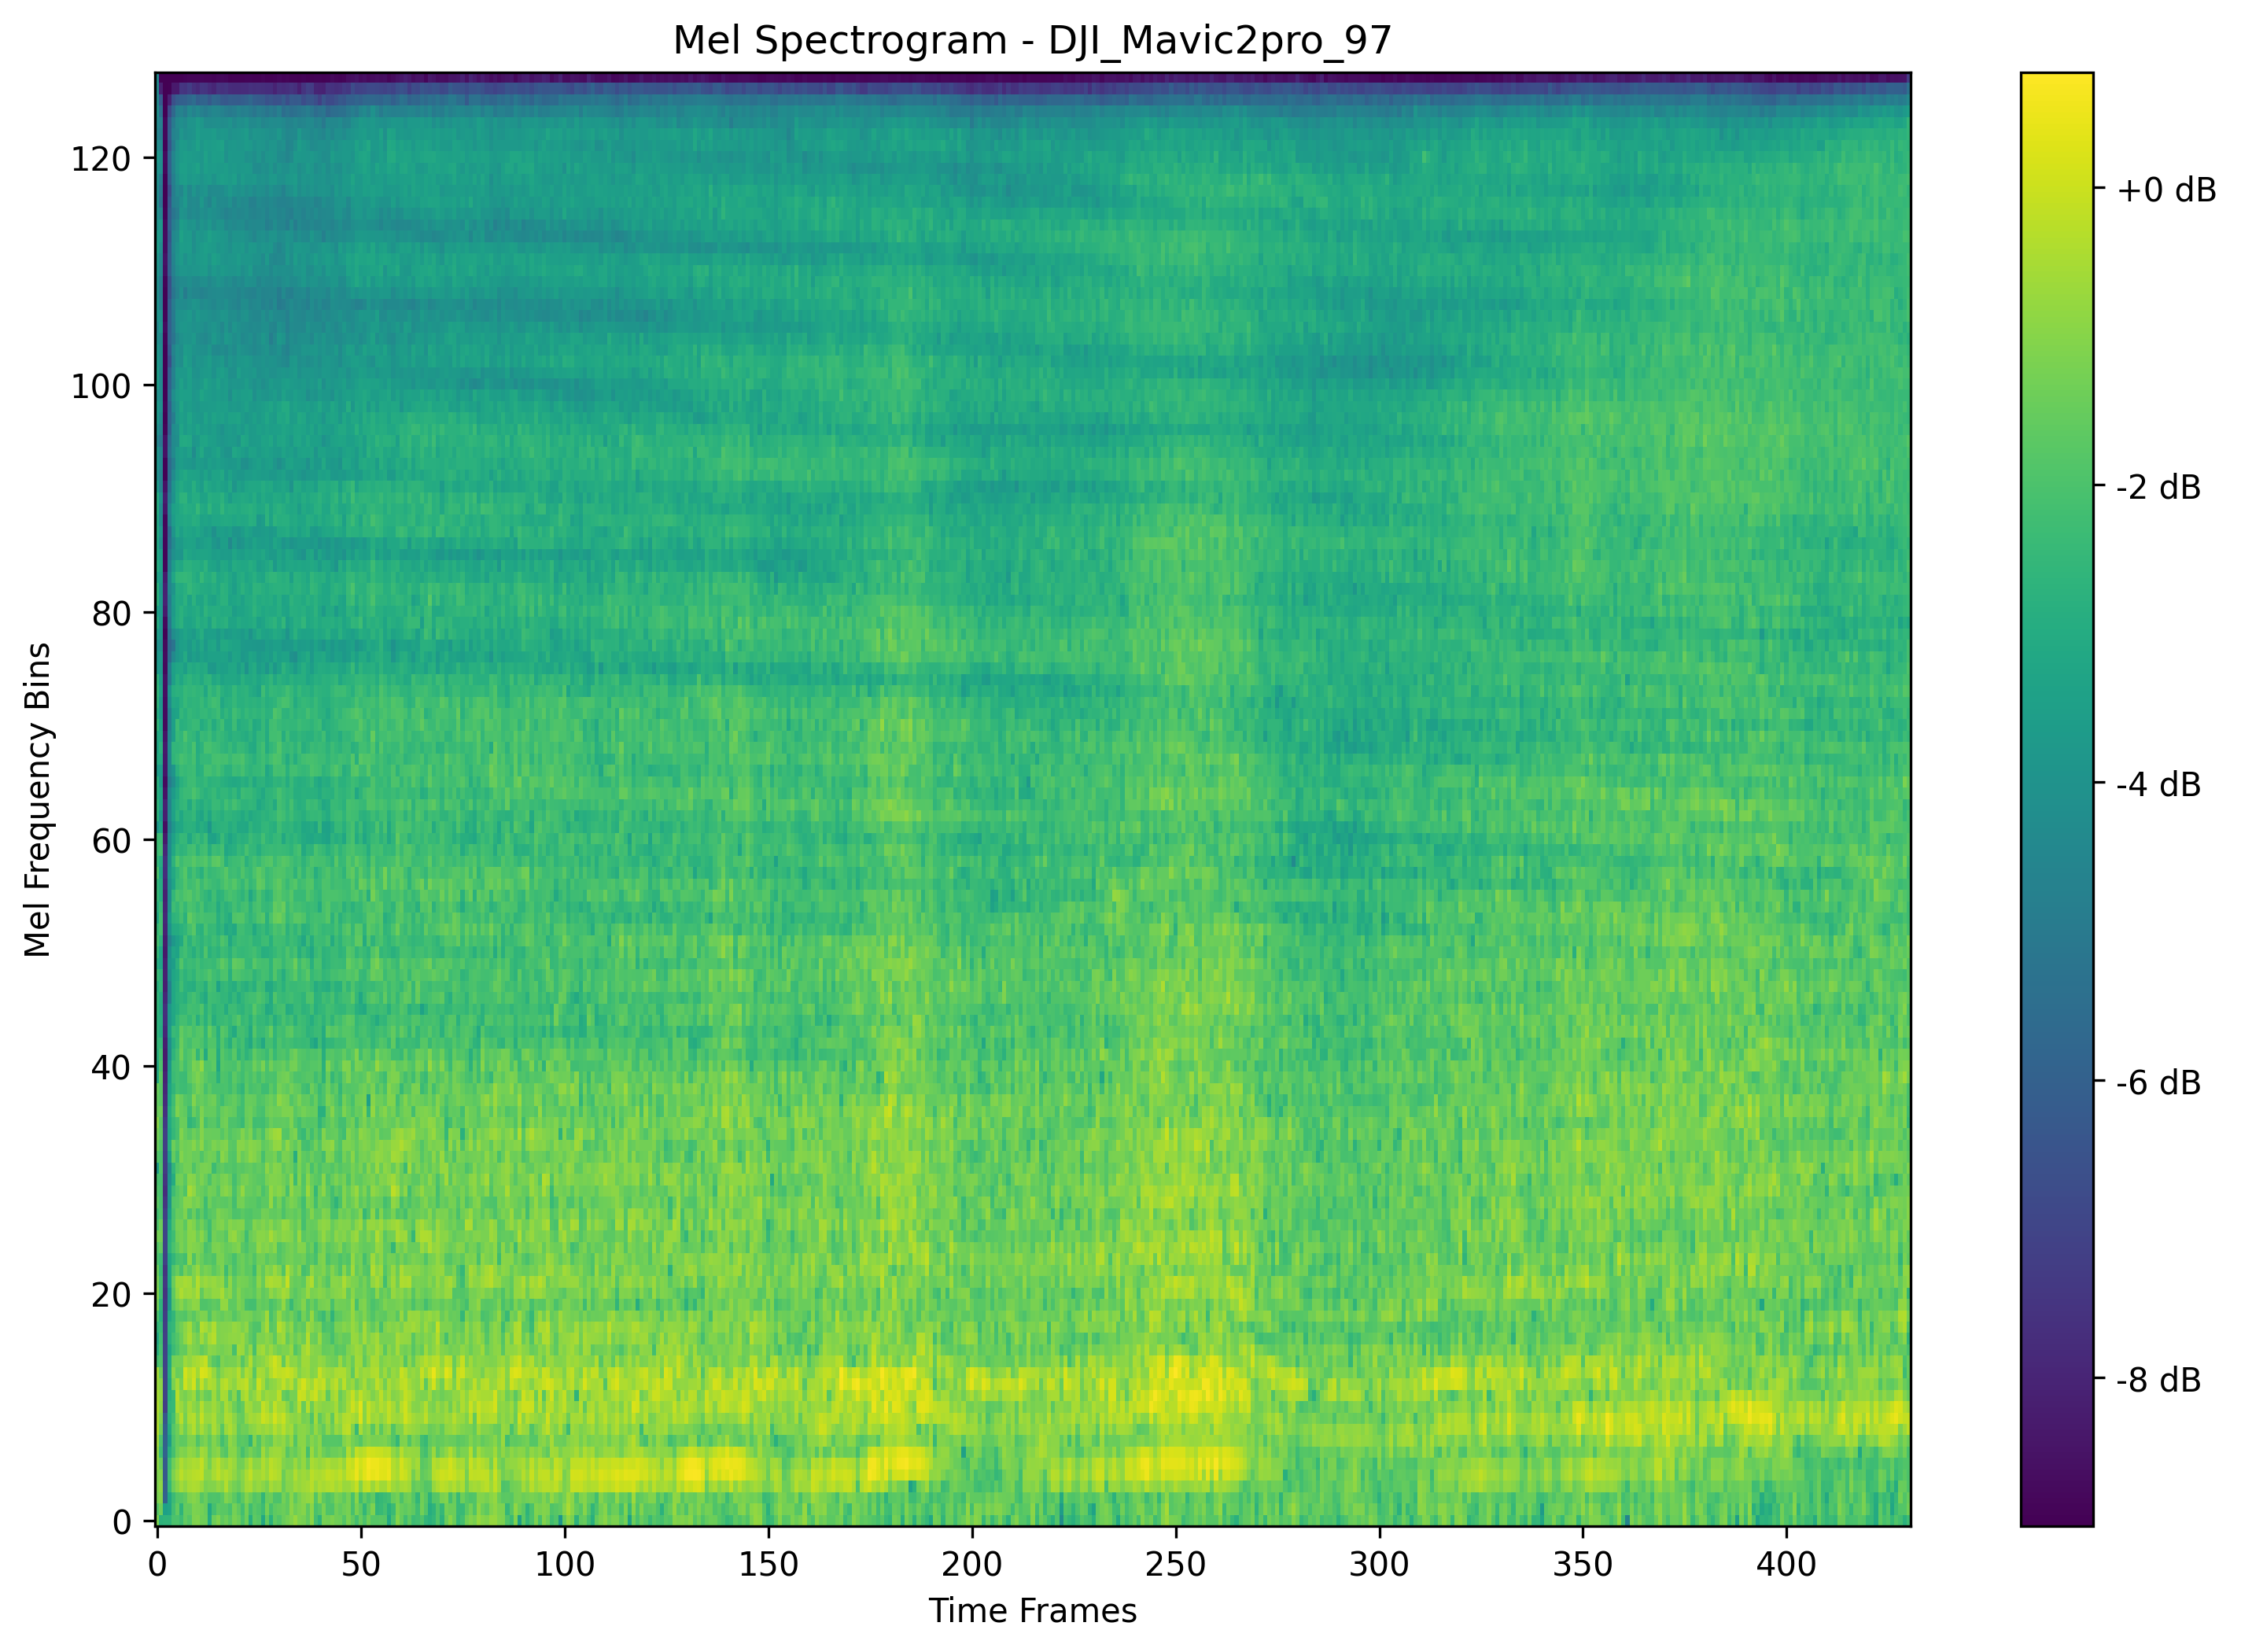 Mel Spectrogram - DJI_Mavic2pro_97
Mel Frequency Bins
120
100
80
60
40
20
0
0 50 100 150 200 250 300 350 400
Time Frames
+0 dB
-2 dB
-4 dB
-6 dB
-8 dB